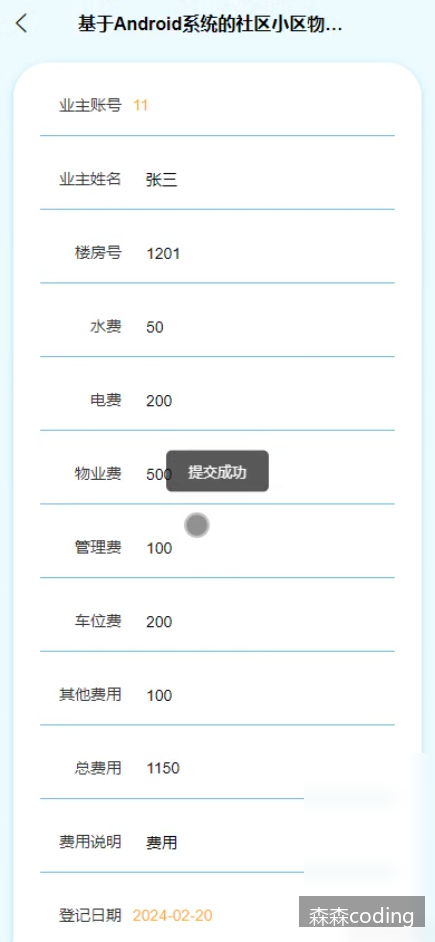 基于Android系统的社区小区物...
业主账号 11
业主姓名 张三
楼房号 1201
水费 50
电费 200
物业费 500
提交成功
管理费 100
车位费 200
其他费用 100
总费用 1150
费用说明 费用
登记日期 2024-02-20
森森coding